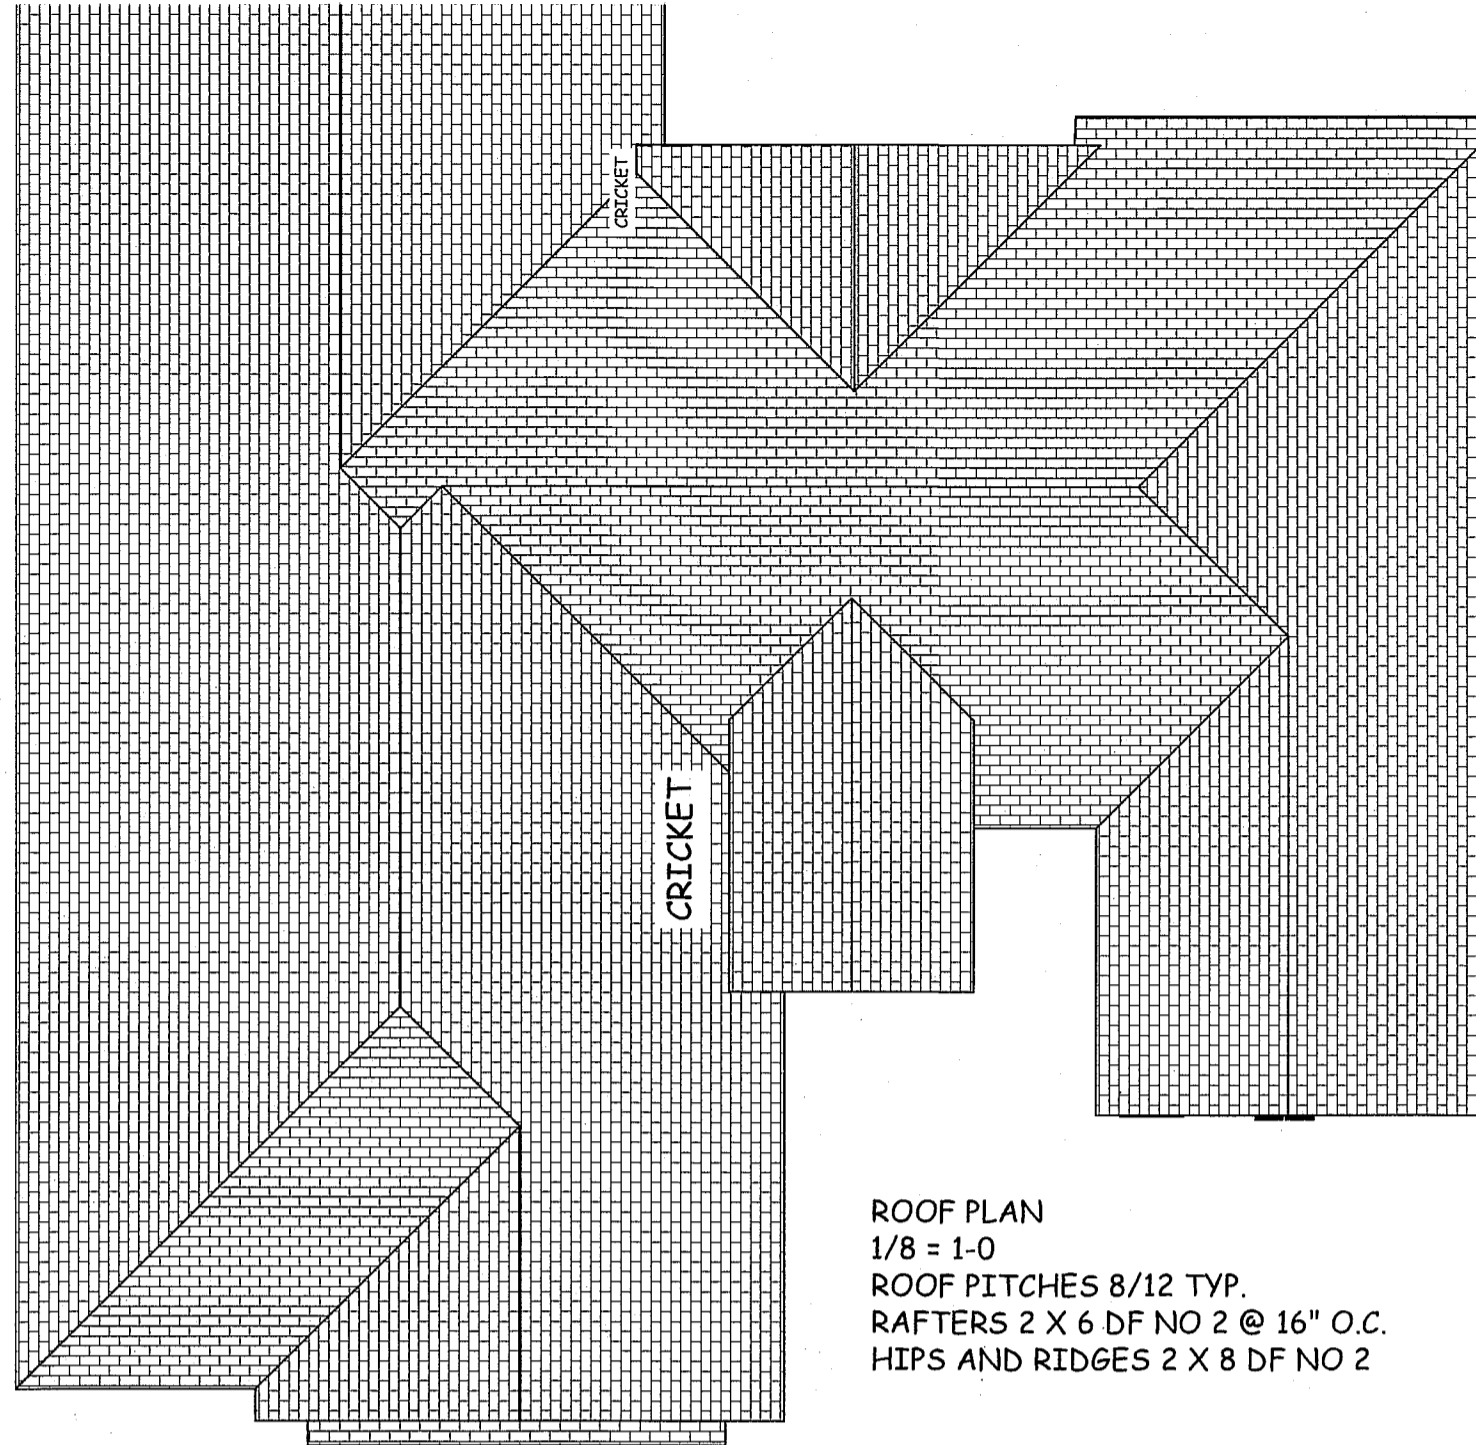 CRICKET
CRICKET
ROOF PLAN
1/8 = 1-0
ROOF PITCHES 8/12 TYP.
RAFTERS 2 X 6 DF NO 2 @ 16" O.C.
HIPS AND RIDGES 2 X 8 DF NO 2